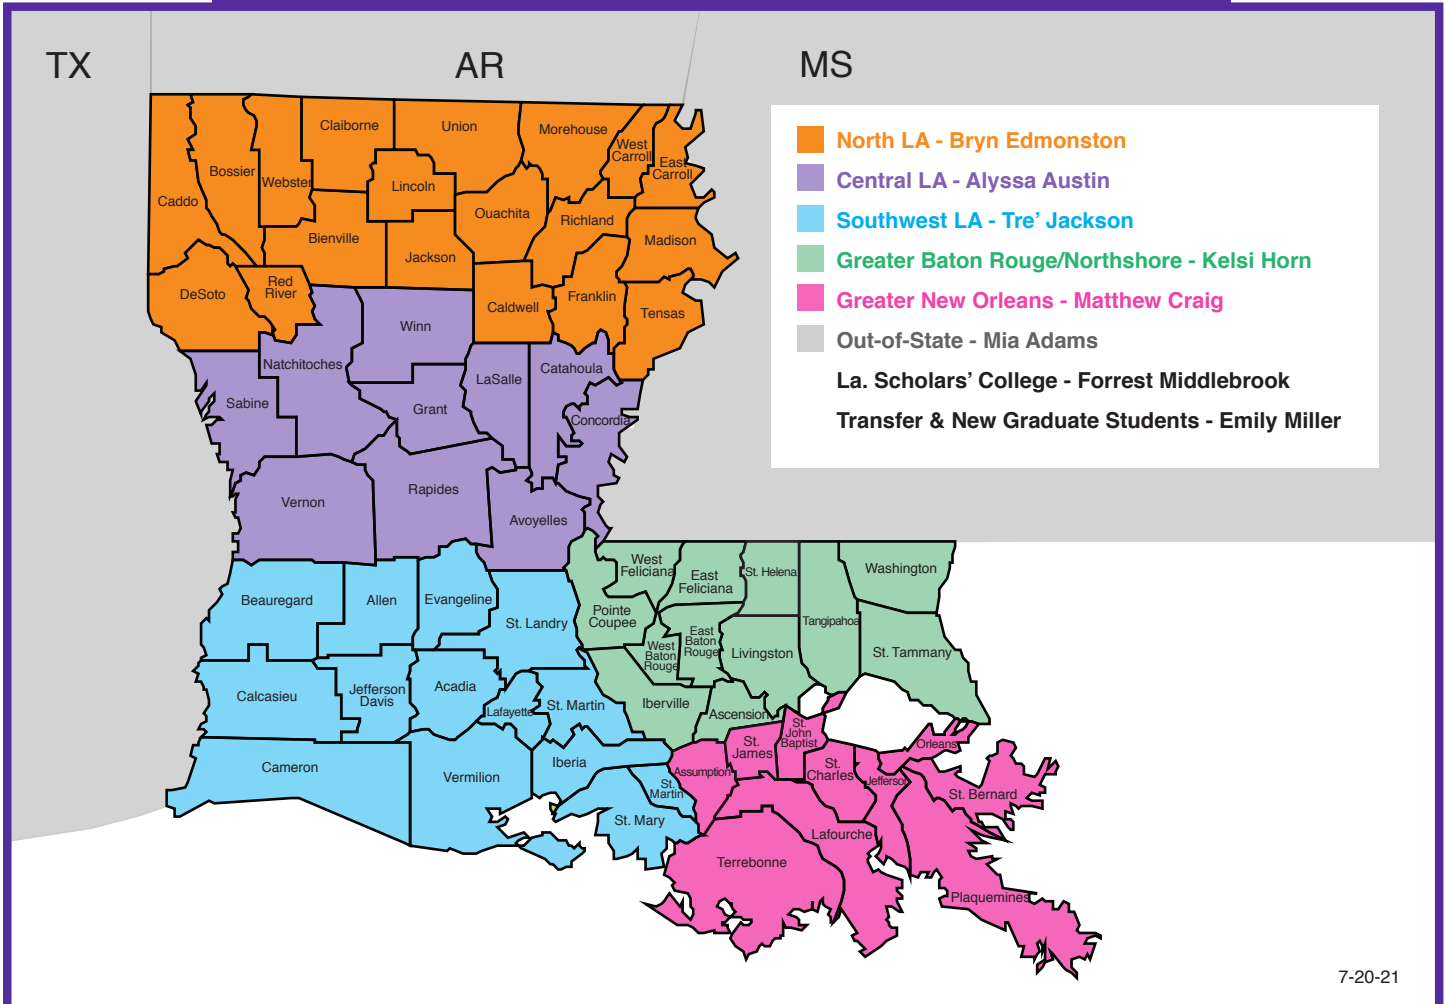 TX
AR
MS
North LA - Bryn Edmonston
Central LA - Alyssa Austin
Southwest LA - Tre’ Jackson
Greater Baton Rouge/Northshore - Kelsi Horn
Greater New Orleans - Matthew Craig
Out-of-State - Mia Adams
La. Scholars’ College - Forrest Middlebrook
Transfer & New Graduate Students - Emily Miller
Caddo
Bossier
Webster
Claiborne
Union
Morehouse
West
Carroll
East
Carroll
Lincoln
Ouachita
Richland
Madison
Bienville
Jackson
DeSoto
Red
River
Caldwell
Franklin
Tensas
Winn
Natchitoches
Sabine
Grant
LaSalle
Catahoula
Concordia
Vernon
Rapides
Avoyelles
Beauregard
Allen
Evangeline
St. Landry
Calcasieu
Jefferson
Davis
Acadia
Lafayette
St. Martin
Cameron
Vermilion
Iberia
St.
Martin
St. Mary
West
Feliciana
East
Feliciana
St. Helena
Washington
Pointe
Coupee
Tangipahoa
West
Baton
Rouge
East
Baton
Rouge
Livingston
St. Tammany
Iberville
Ascension
St.
John
Baptist
St.
James
Assumption
St.
Charles
Jefferson
Orleans
St. Bernard
Lafourche
Terrebonne
Plaquemines
7-20-21